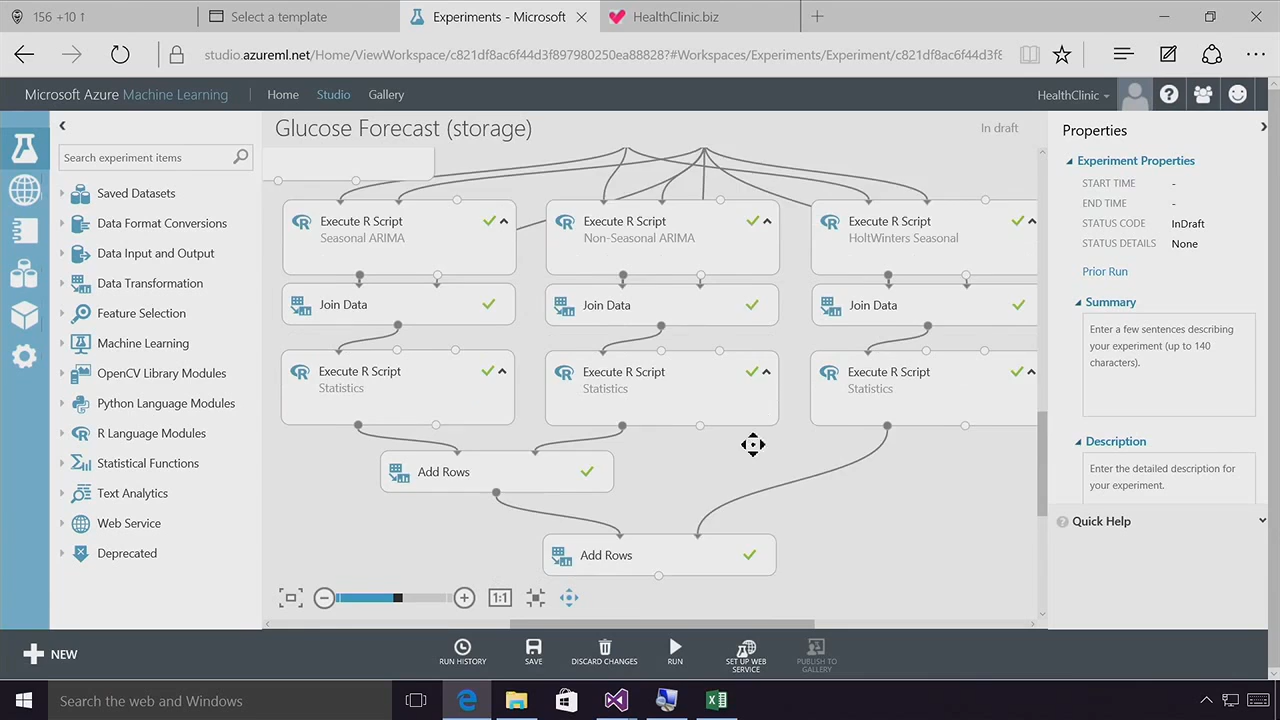 156 +10 ↑
Select a template
Experiments - Microsoft
HealthClinic.biz
studio.azureml.net/Home/ViewWorkspace/c821df8ac6f44d3f897980250ea88828?#Workspaces/Experiments/Experiment/c821df8ac6f44d3f8
Microsoft Azure Machine Learning
Home
Studio
Gallery
HealthClinic
Search experiment items
Saved Datasets
Data Format Conversions
Data Input and Output
Data Transformation
Feature Selection
Machine Learning
OpenCV Library Modules
Python Language Modules
R Language Modules
Statistical Functions
Text Analytics
Web Service
Deprecated
Glucose Forecast (storage)
In draft
Execute R Script
Seasonal ARIMA
Execute R Script
Non-Seasonal ARIMA
Execute R Script
HoltWinters Seasonal
Join Data
Join Data
Join Data
Execute R Script
Statistics
Execute R Script
Statistics
Execute R Script
Statistics
Add Rows
Add Rows
1:1
Properties
Experiment Properties
START TIME -
END TIME -
STATUS CODE InDraft
STATUS DETAILS None
Prior Run
Summary
Enter a few sentences describing
your experiment (up to 140
characters).
Description
Enter the detailed description for
your experiment.
Quick Help
NEW
RUN HISTORY
SAVE
DISCARD CHANGES
RUN
SET UP WEB
SERVICE
PUBLISH TO
GALLERY
Search the web and Windows